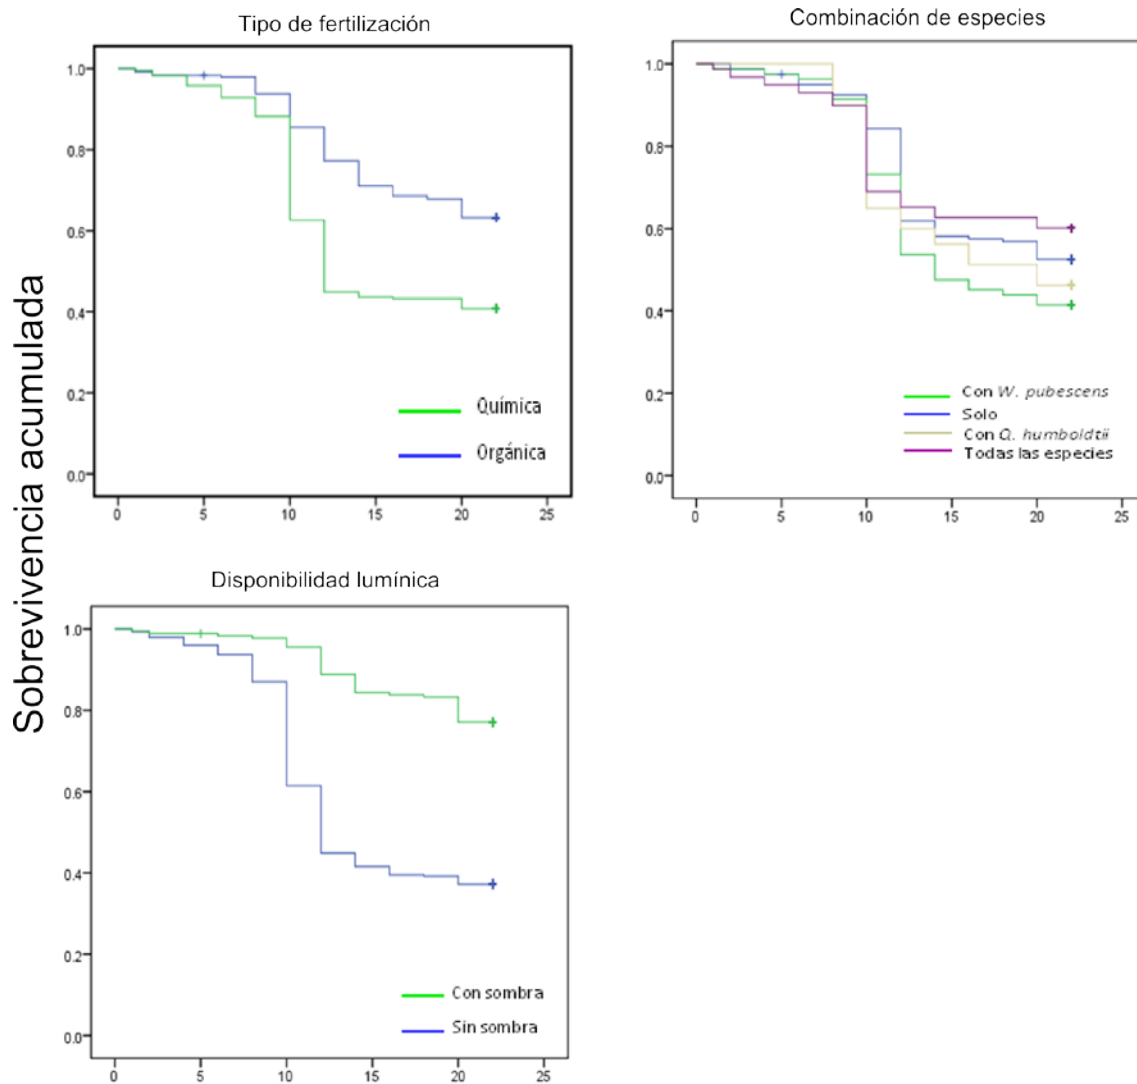 Tipo de fertilización
1.0
0.8
0.6
0.4
0.2
0.0
Química
Orgánica
0 5 10 15 20 25
Combinación de especies
1.0
0.8
0.6
0.4
0.2
0.0
Con W. pubescens
Solo
Con Q. humboldtii
Todas las especies
0 5 10 15 20 25
Sobrevivencia acumulada
Disponibilidad lumínica
1.0
0.8
0.6
0.4
0.2
0.0
Con sombra
Sin sombra
0 5 10 15 20 25